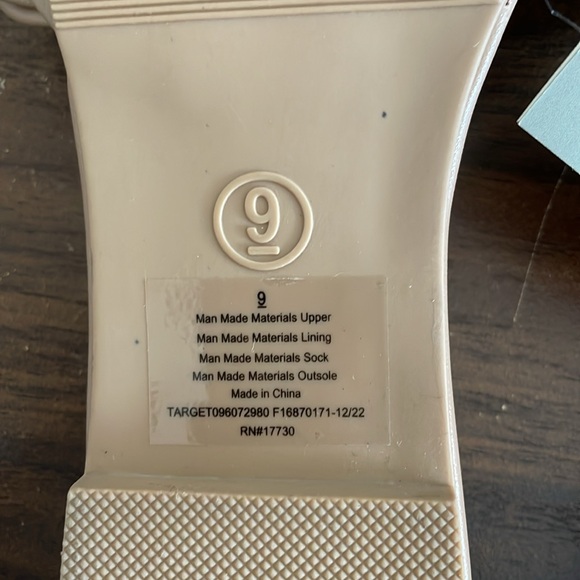 9
9
Man Made Materials Upper
Man Made Materials Lining
Man Made Materials Sock
Man Made Materials Outsole
Made in China
TARGET096072980 F16870171-12/22
RN#17730